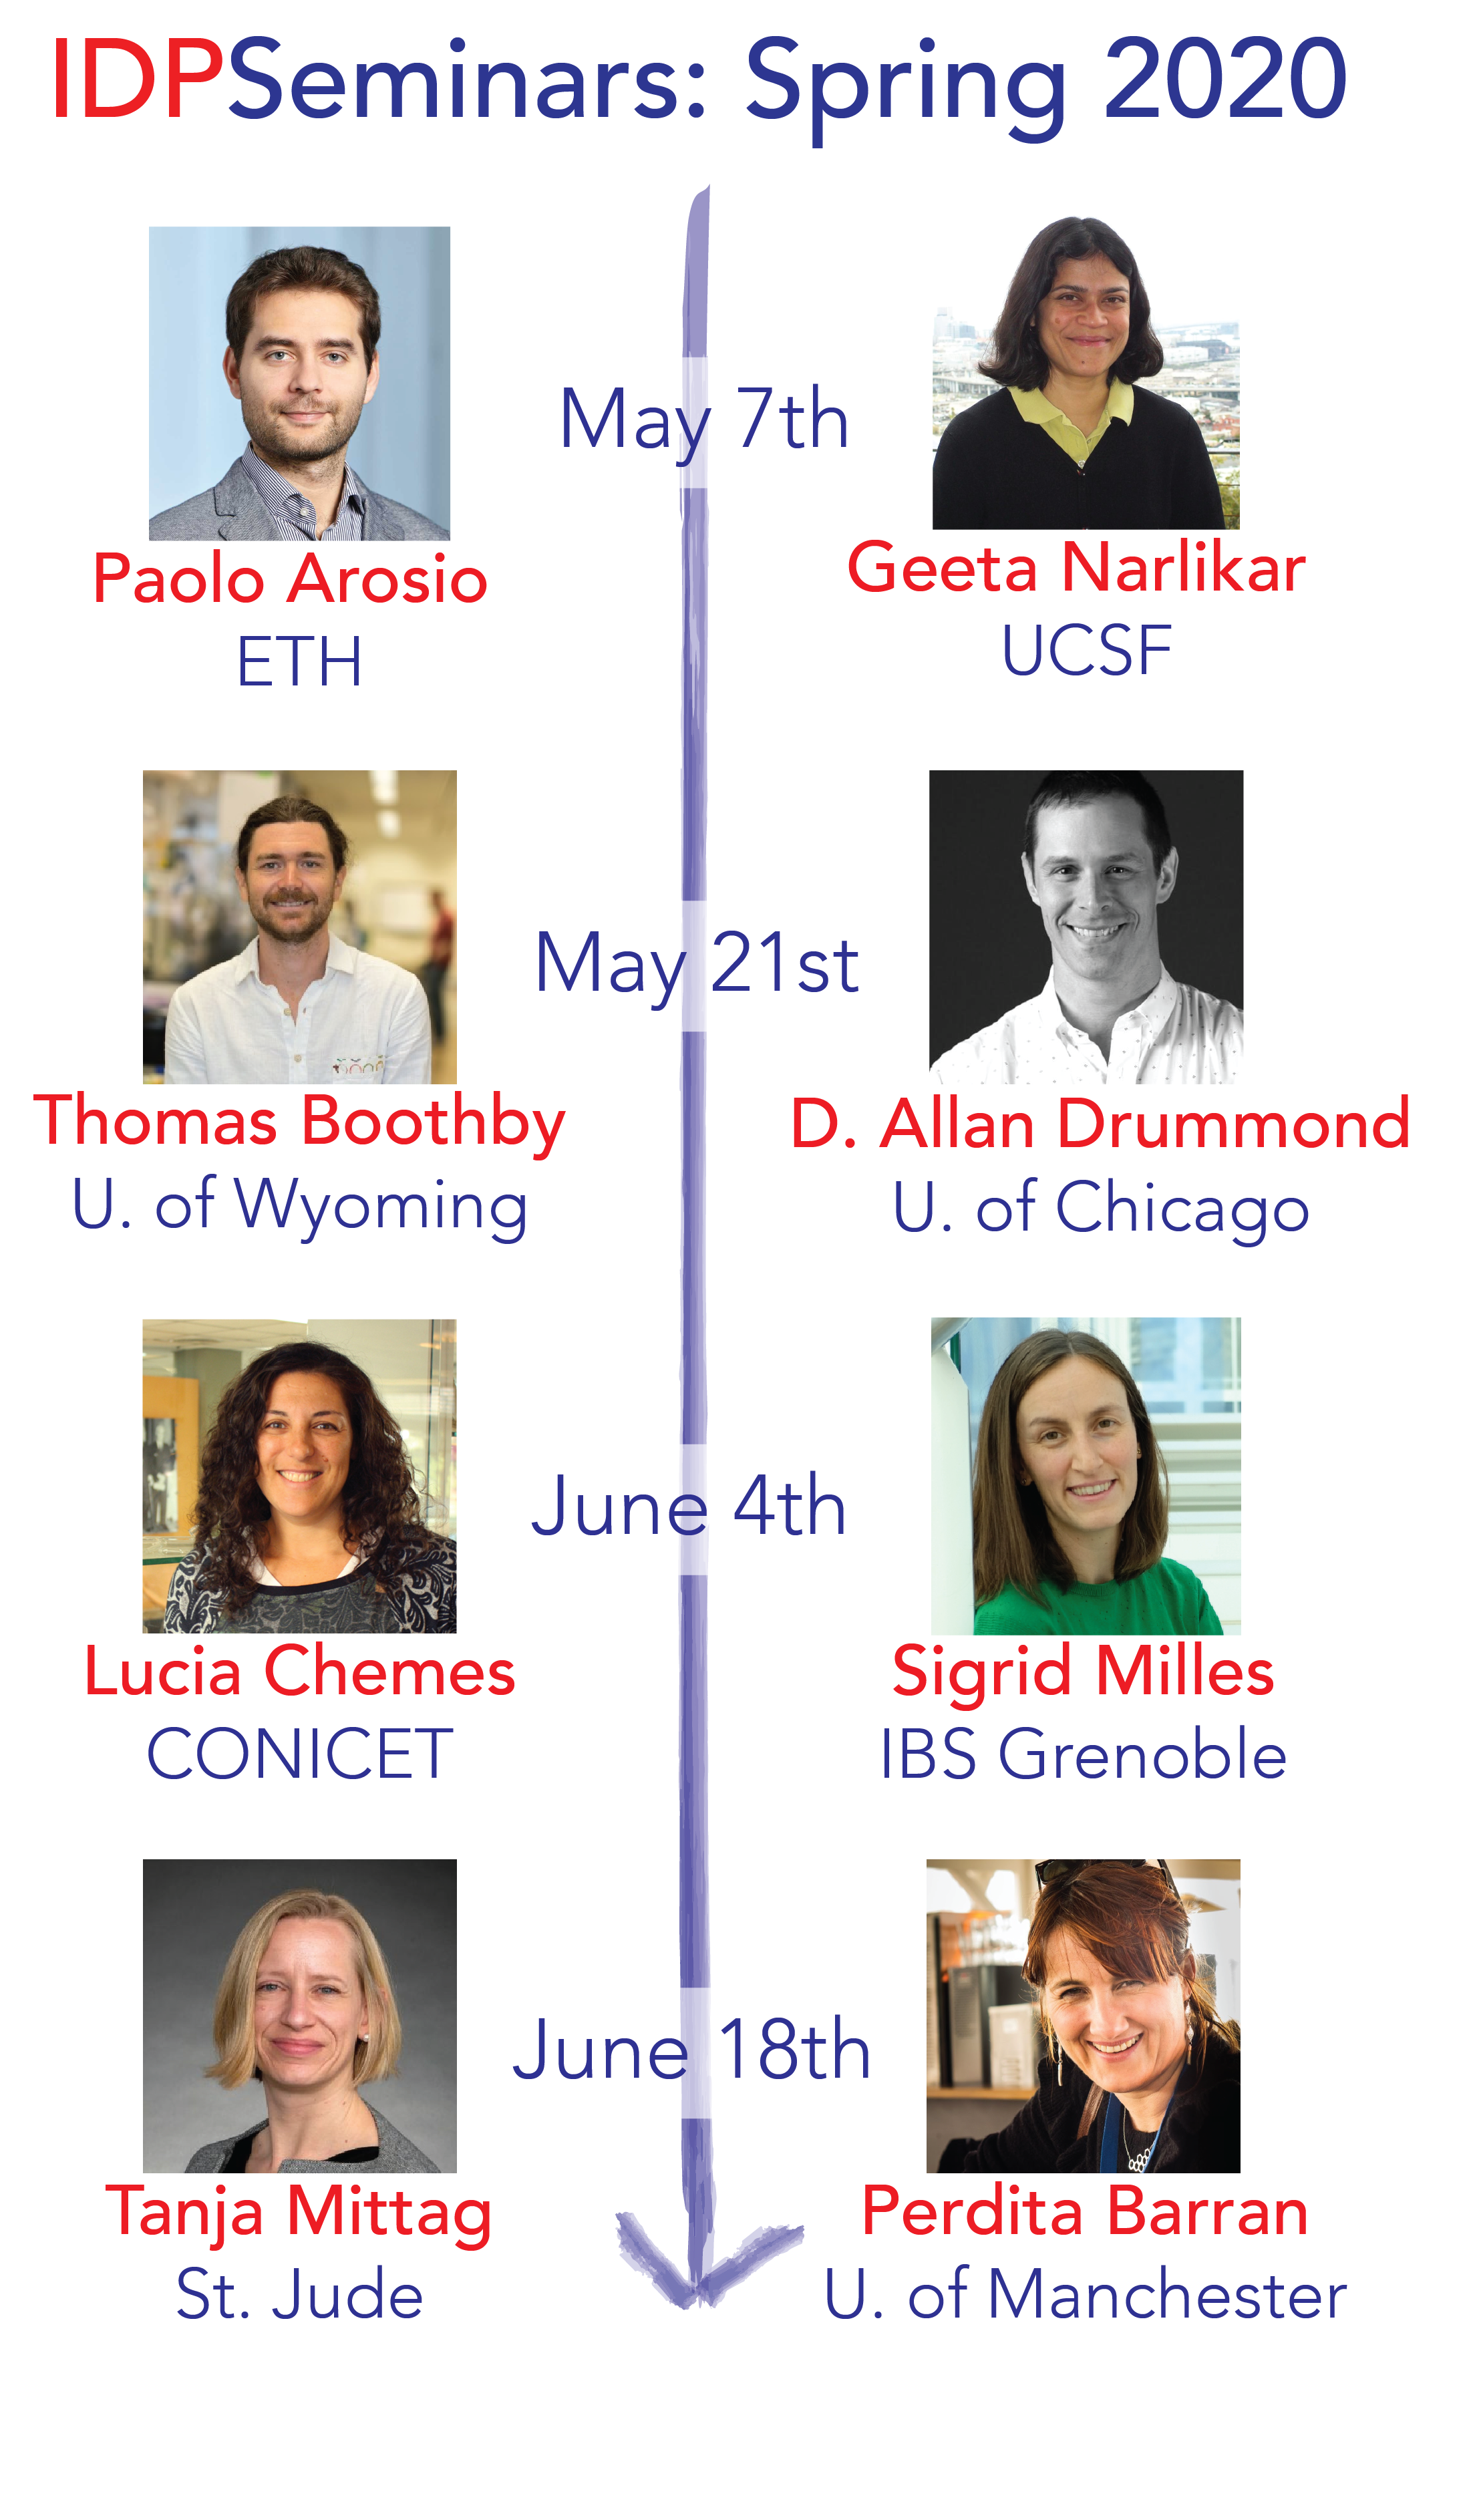 IDPSeminars: Spring 2020
May 7th
Paolo Arosio
ETH
Geeta Narlikar
UCSF
May 21st
Thomas Boothby
U. of Wyoming
D. Allan Drummond
U. of Chicago
June 4th
Lucia Chemes
CONICET
Sigrid Milles
IBS Grenoble
June 18th
Tanja Mittag
St. Jude
Perdita Barran
U. of Manchester